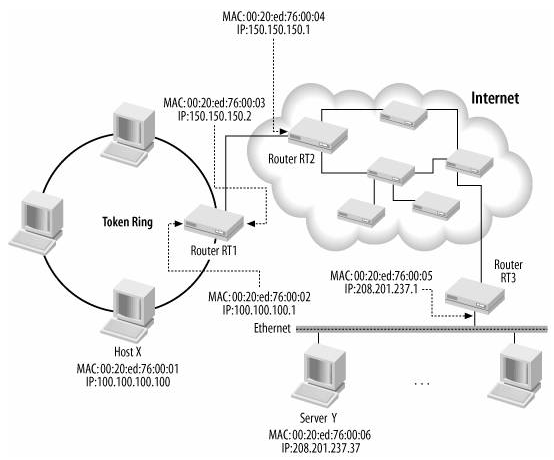 MAC:00:20:ed:76:00:04
IP:150.150.150.1
MAC:00:20:ed:76:00:03
IP:150.150.150.2
Internet
Router RT2
Token Ring
Router RT1
Router
RT3
MAC:00:20:ed:76:00:05
IP:208.201.237.1
MAC:00:20:ed:76:00:02
IP:100.100.100.1
Ethernet
Host X
MAC:00:20:ed:76:00:01
IP:100.100.100.100
. . .
Server Y
MAC:00:20:ed:76:00:06
IP:208.201.237.37